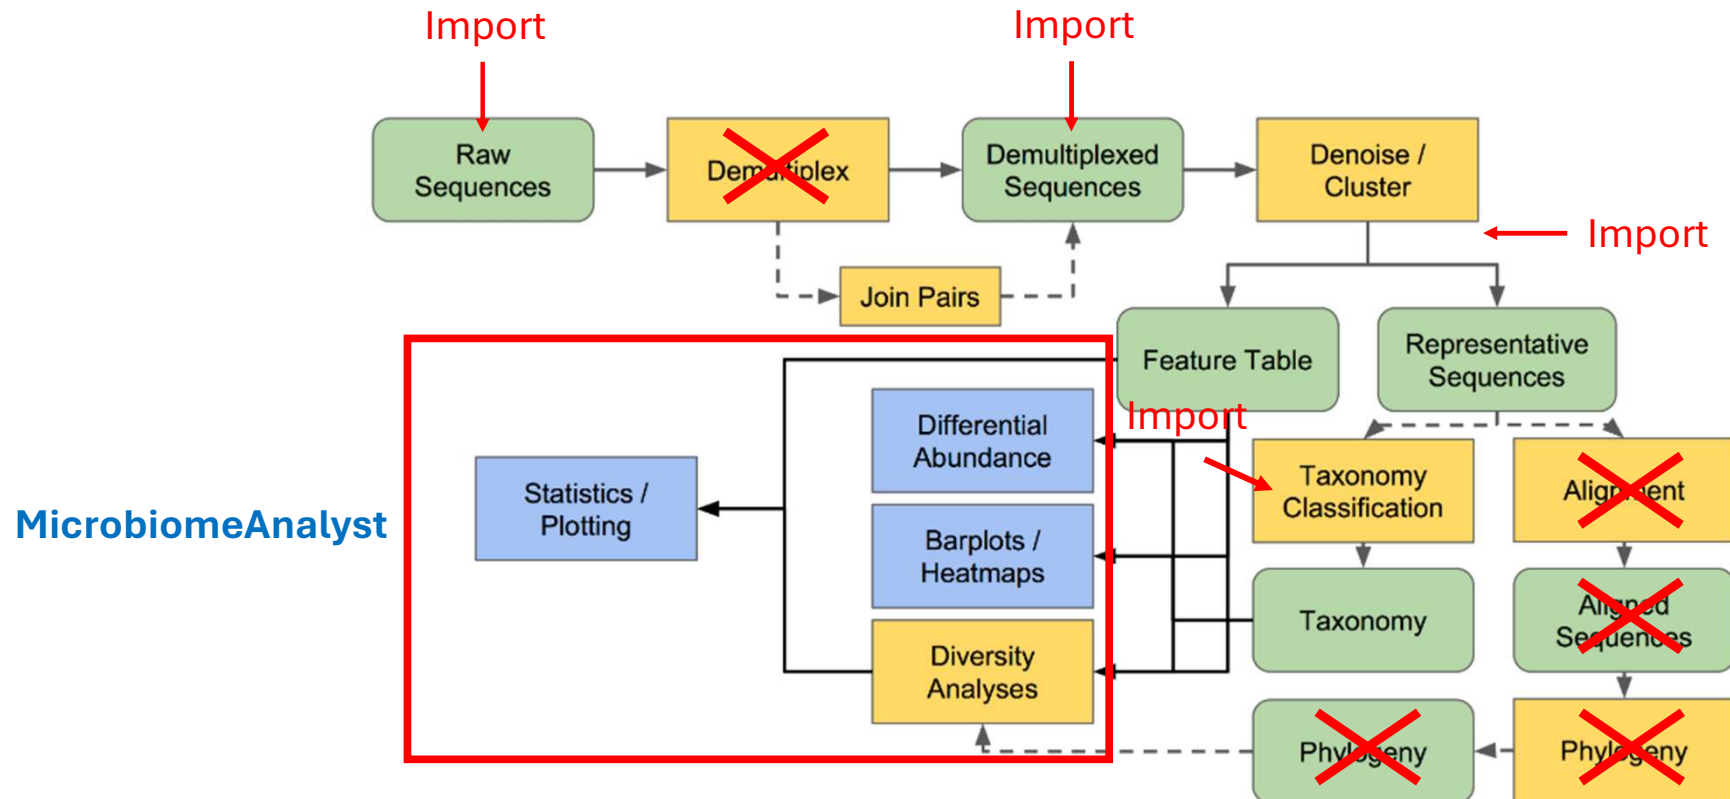 Import
Import
Raw
Sequences
Demultiplex
Demultiplexed
Sequences
Denoise /
Cluster
Import
Join Pairs
Feature Table
Representative
Sequences
Import
Differential
Abundance
Taxonomy
Classification
Alignment
Statistics /
Plotting
MicrobiomeAnalyst
Barplots /
Heatmaps
Taxonomy
Aligned
Sequences
Diversity
Analyses
Phylogeny
Phylogeny